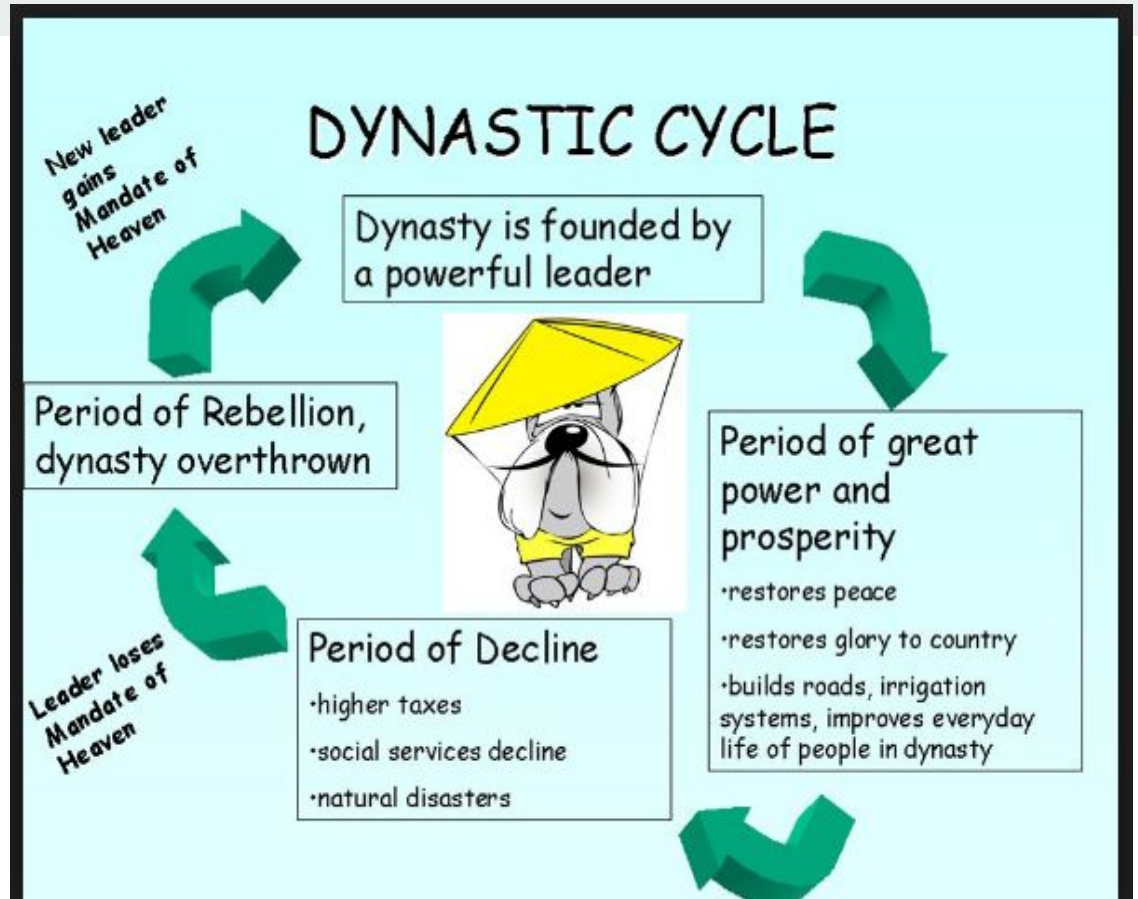 DYNASTIC CYCLE
New leader
gains
Mandate of
Heaven
Dynasty is founded by
a powerful leader
Period of great
power and
prosperity
•restores peace
•restores glory to country
•builds roads, irrigation
systems, improves everyday
life of people in dynasty
Period of Decline
•higher taxes
•social services decline
•natural disasters
Leader loses
Mandate of
Heaven
Period of Rebellion,
dynasty overthrown